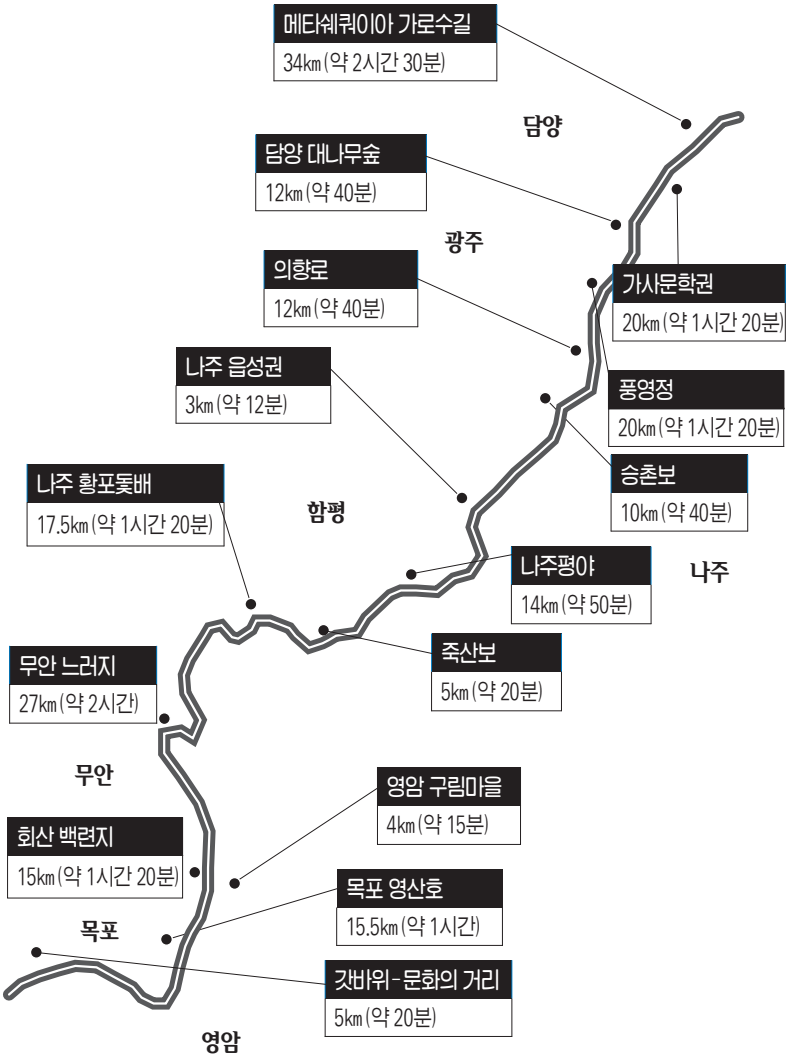 메타쉐쿼이아 가로수길
34km(약 2시간 30분)
담양
담양 대나무숲
12km(약 40분)
광주
의향로
12km(약 40분)
가사문학권
20km(약 1시간 20분)
나주 읍성권
3km(약 12분)
풍영정
20km(약 1시간 20분)
승촌보
10km(약 40분)
나주 황포돛배
17.5km(약 1시간 20분)
함평
나주평야
14km(약 50분)
나주
죽산보
5km(약 20분)
무안 느러지
27km(약 2시간)
무안
영암 구림마을
4km(약 15분)
회산 백련지
15km(약 1시간 20분)
목포 영산호
15.5km(약 1시간)
목포
갓바위-문화의 거리
5km(약 20분)
영암